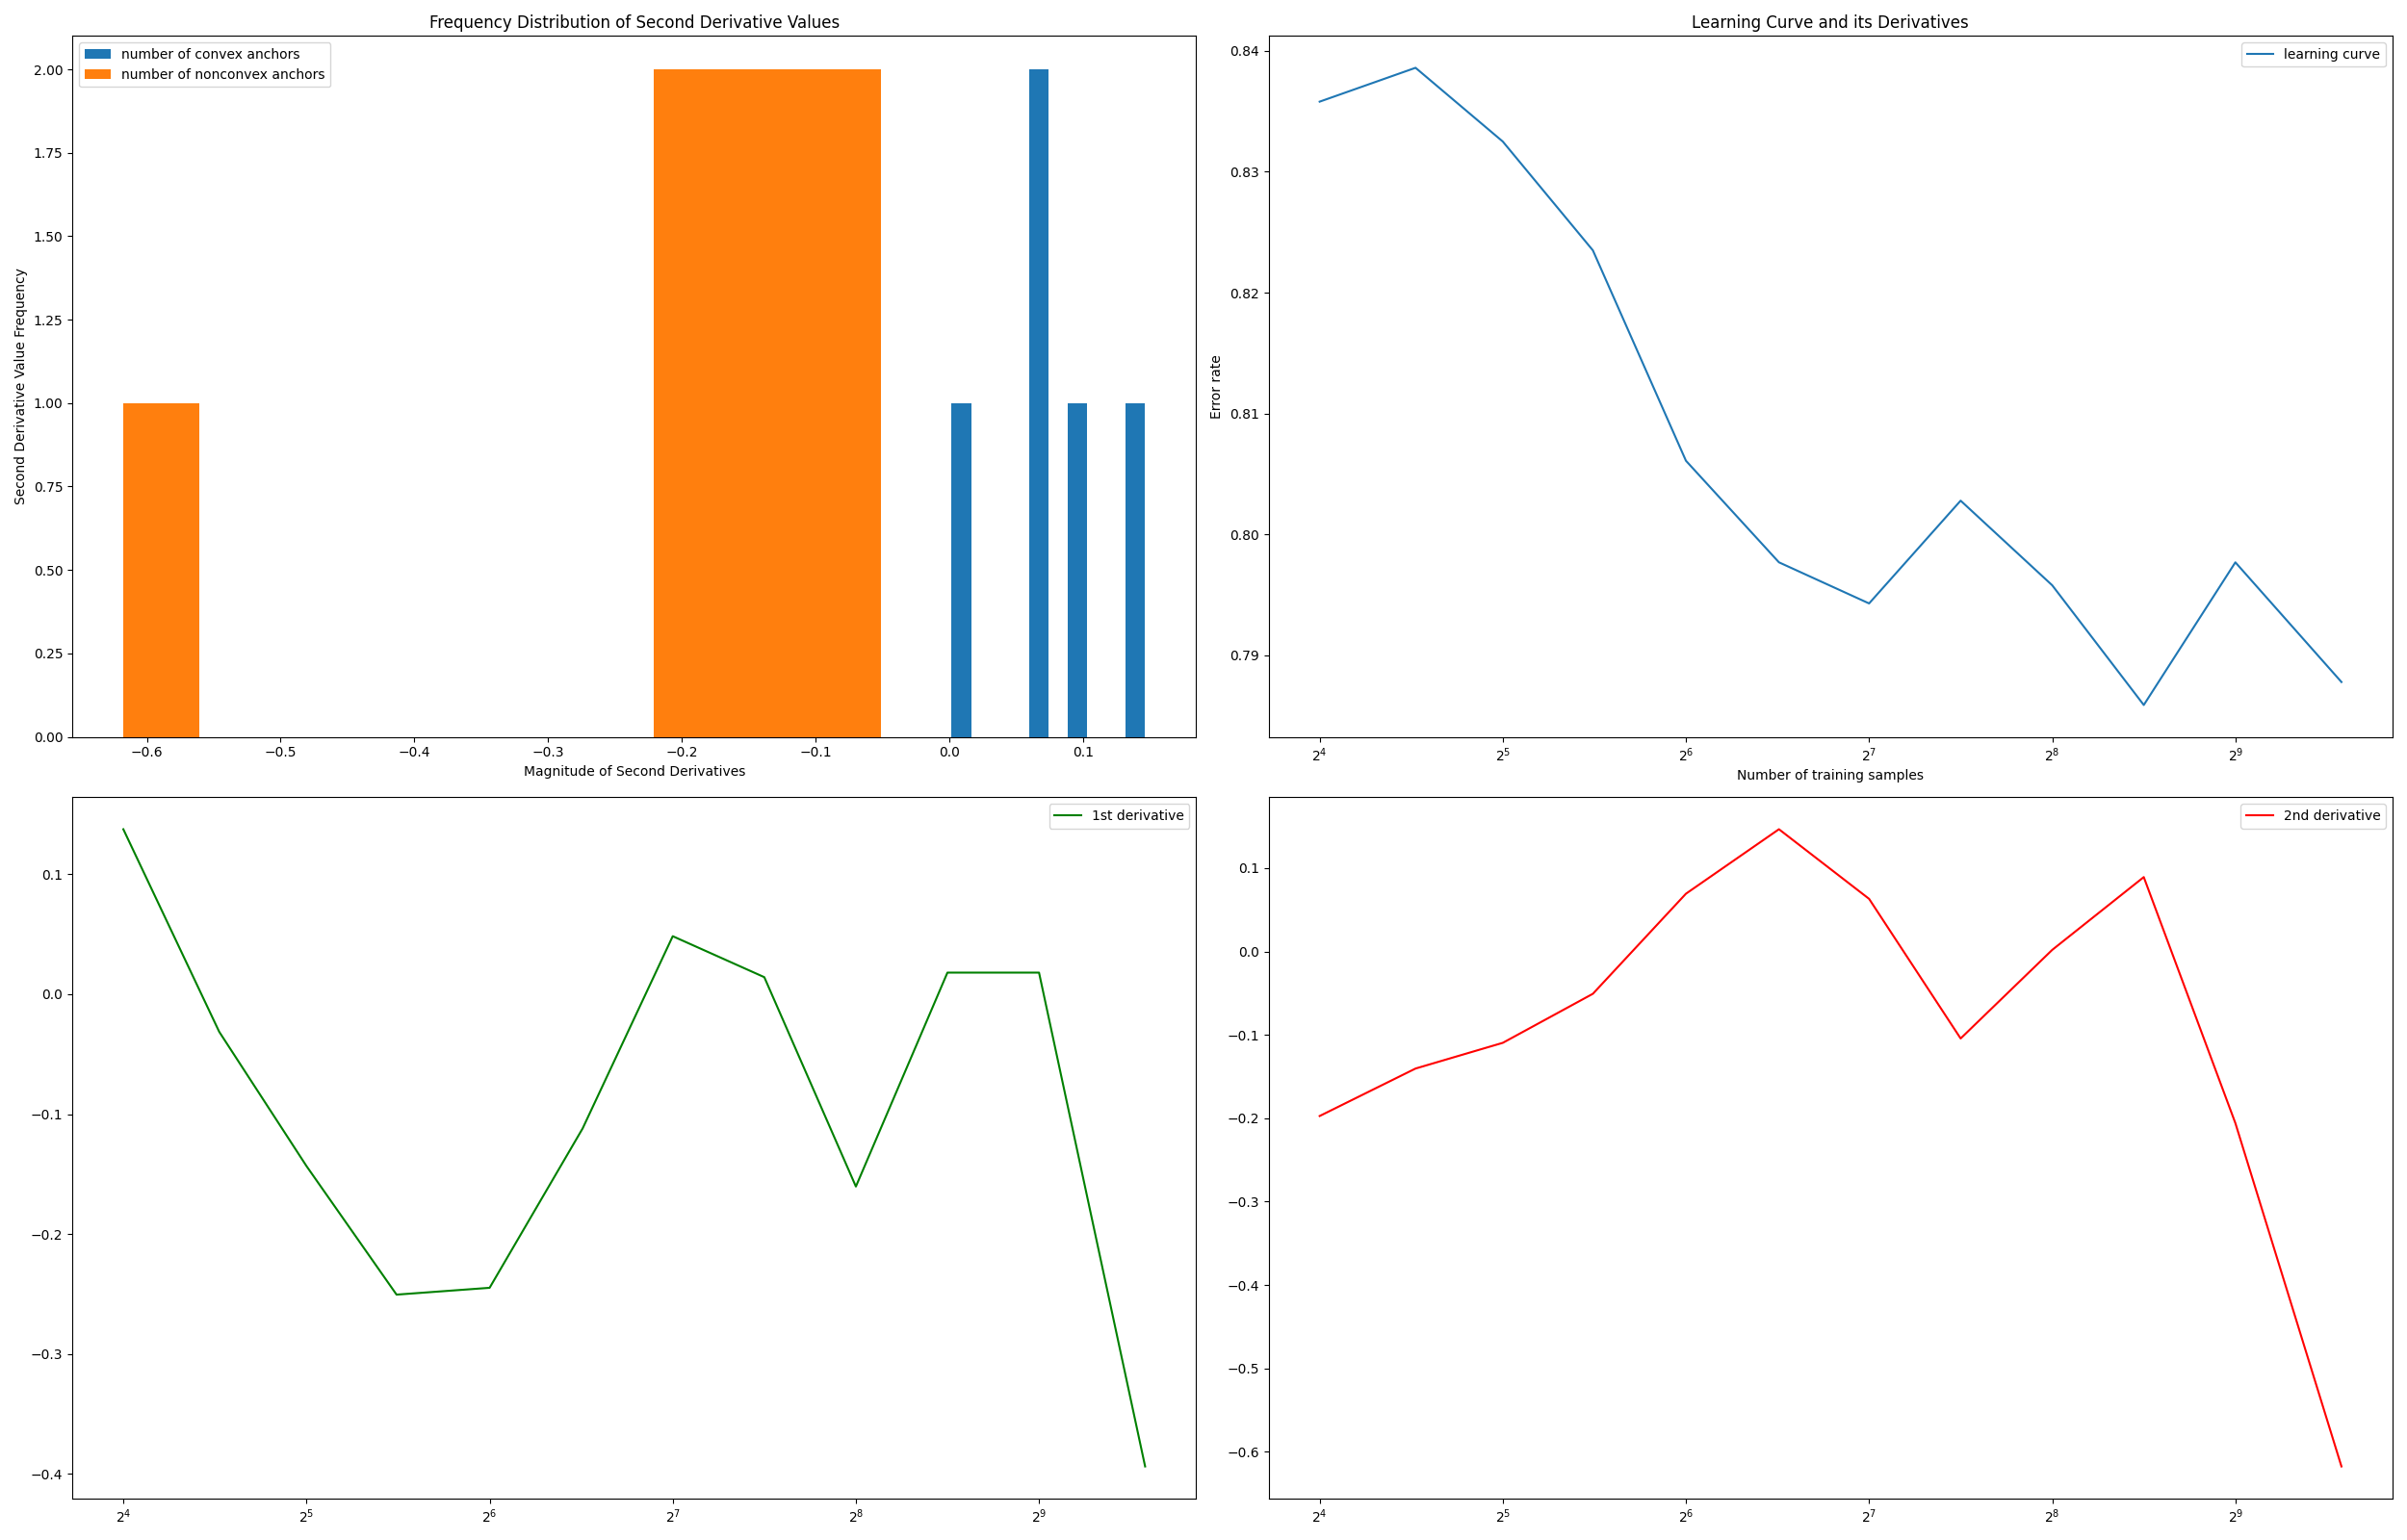 Frequency Distribution of Second Derivative Values
number of convex anchors
number of nonconvex anchors
2.00
1.75
1.50
1.25
1.00
0.75
0.50
0.25
0.00
Second Derivative Value Frequency
−0.6 −0.5 −0.4 −0.3 −0.2 −0.1 0.0 0.1
Magnitude of Second Derivatives
Learning Curve and its Derivatives
learning curve
0.84
0.83
0.82
0.81
0.80
0.79
Error rate
2⁴ 2⁵ 2⁶ 2⁷ 2⁸ 2⁹
Number of training samples
1st derivative
0.1
0.0
−0.1
−0.2
−0.3
−0.4
2⁴ 2⁵ 2⁶ 2⁷ 2⁸ 2⁹
2nd derivative
0.1
0.0
−0.1
−0.2
−0.3
−0.4
−0.5
−0.6
2⁴ 2⁵ 2⁶ 2⁷ 2⁸ 2⁹